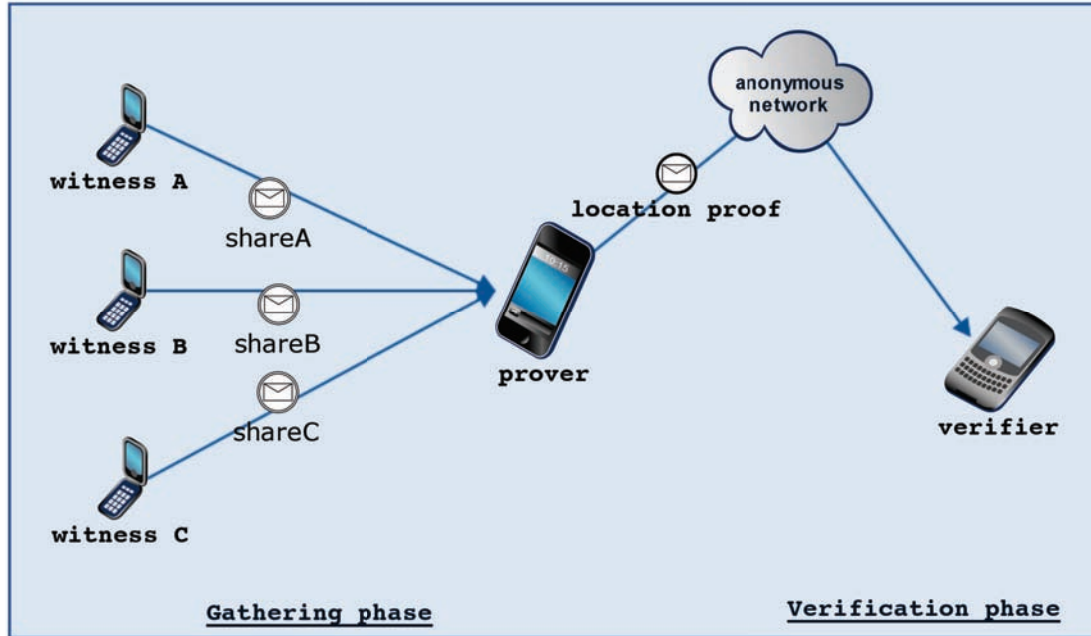 anonymous
network
witness A
shareA
location proof
10:15
witness B
shareB
prover
witness C
shareC
verifier
Gathering phase
Verification phase